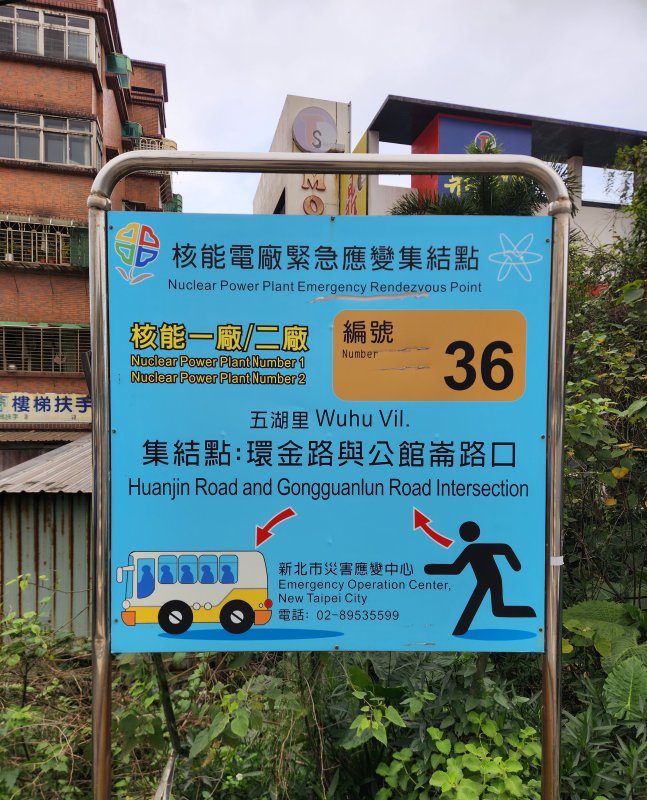 S
MO
核能電廠緊急應變集結點
Nuclear Power Plant Emergency Rendezvous Point
核能一廠/二廠
Nuclear Power Plant Number 1
Nuclear Power Plant Number 2
編號
Number
36
五湖里 Wuhu Vil.
集結點:環金路與公館崙路口
Huanjin Road and Gongguanlun Road Intersection
樓梯扶手
新北市災害應變中心
Emergency Operation Center,
New Taipei City
電話: 02-89535599